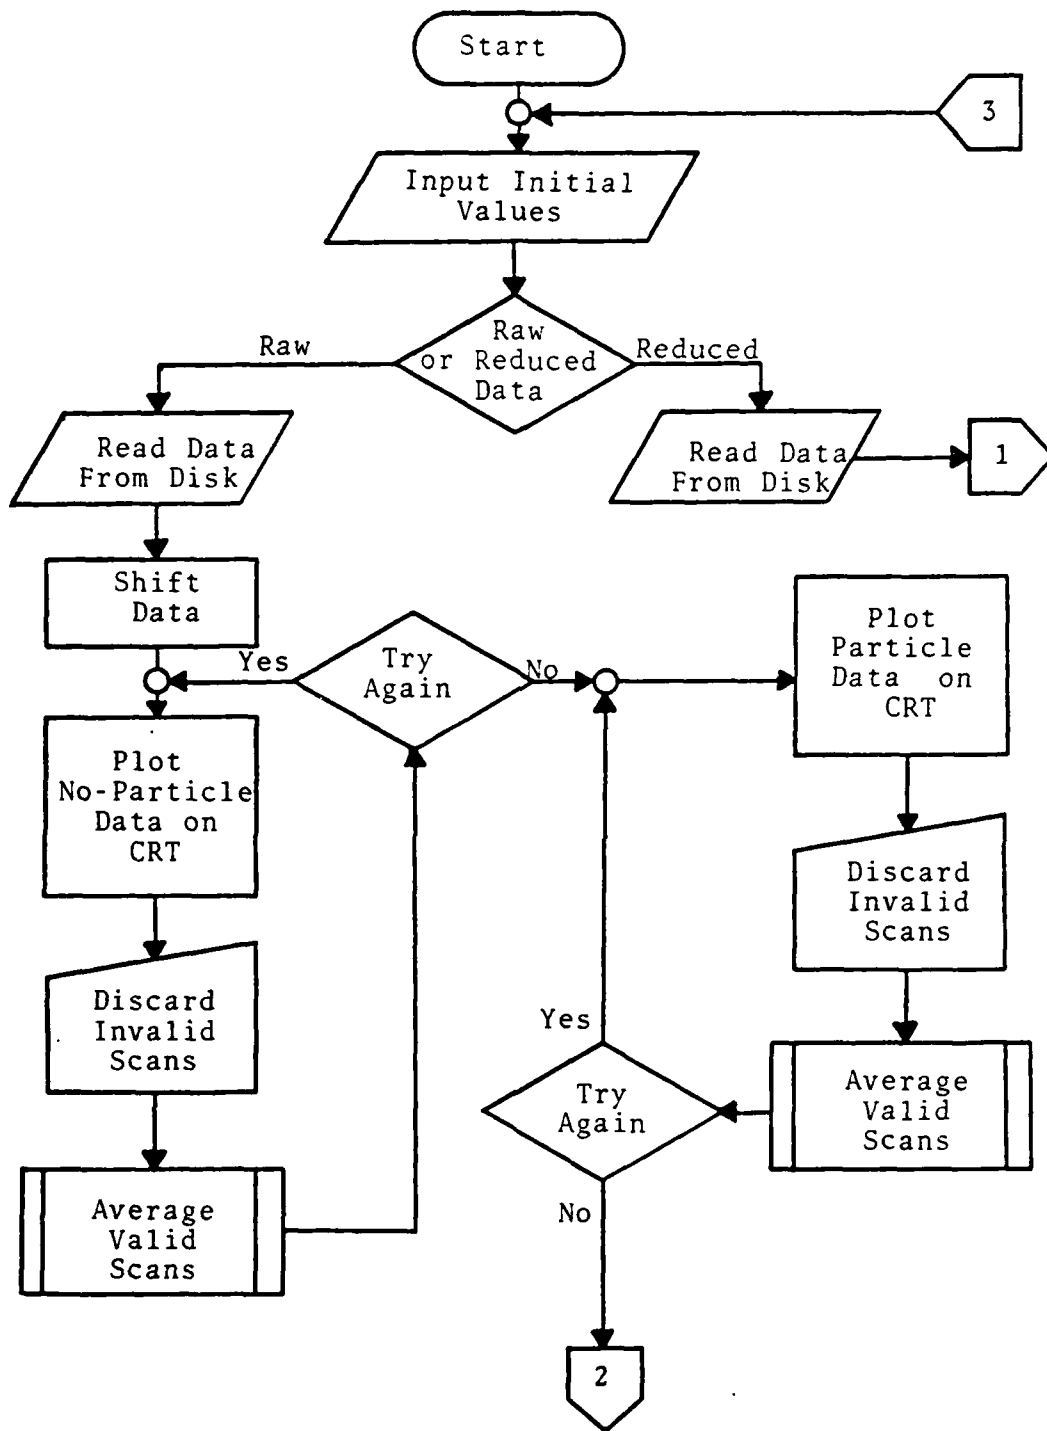 Start
3
Input Initial
Values
Raw
or Reduced
Data
Raw
Reduced
Read Data
From Disk
Read Data
From Disk
1
Shift
Data
Yes
Try
Again
No
Plot
Particle
Data on
CRT
Plot
No-Particle
Data on
CRT
Discard
Invalid
Scans
Discard
Invalid
Scans
Yes
Try
Again
Average
Valid
Scans
Average
Valid
Scans
No
2